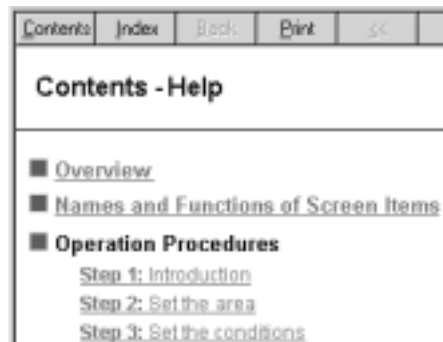 Contents Index Back Print <<
Contents - Help
Overview
Names and Functions of Screen Items
Operation Procedures
Step 1: Introduction
Step 2: Set the area
Step 3: Set the conditions